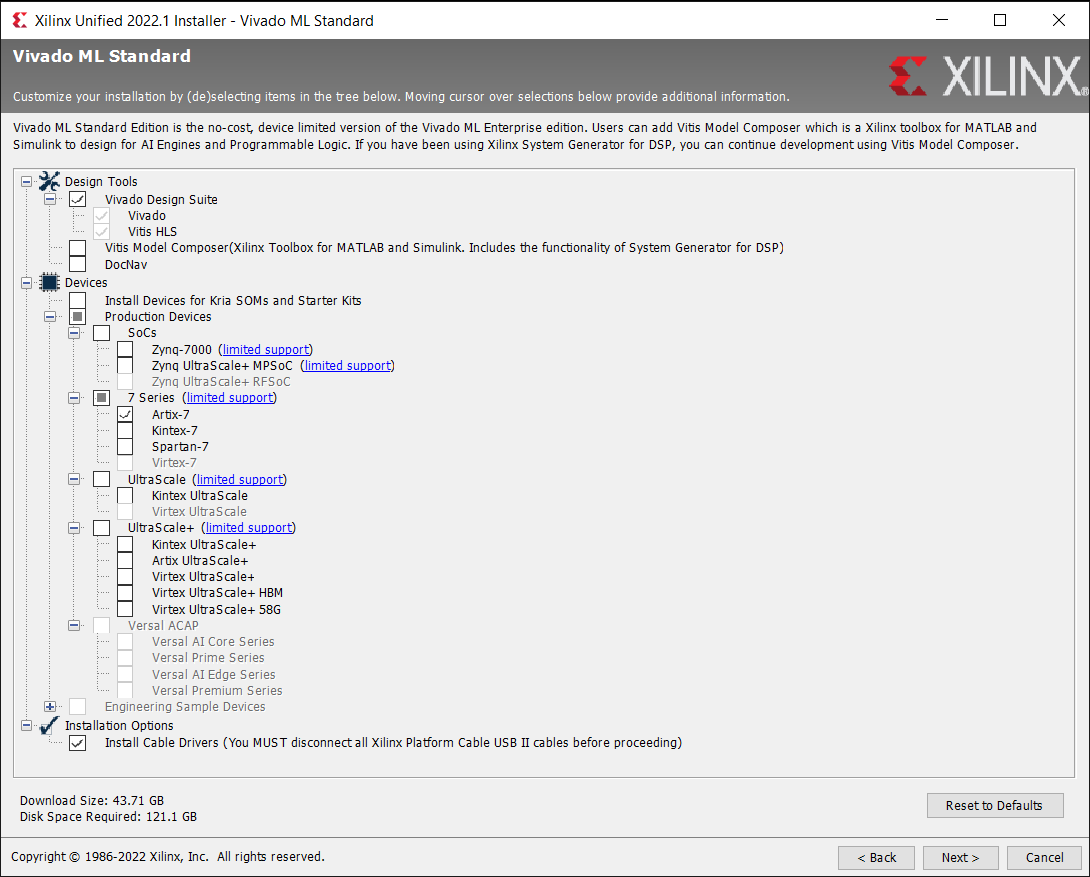 Xilinx Unified 2022.1 Installer - Vivado ML Standard
Vivado ML Standard
Customize your installation by (de)selecting items in the tree below. Moving cursor over selections below provide additional information.
XILINX®
Vivado ML Standard Edition is the no-cost, device limited version of the Vivado ML Enterprise edition. Users can add Vitis Model Composer which is a Xilinx toolbox for MATLAB and
Simulink to design for AI Engines and Programmable Logic. If you have been using Xilinx System Generator for DSP, you can continue development using Vitis Model Composer.
Design Tools
Vivado Design Suite
Vivado
Vitis HLS
Vitis Model Composer(Xilinx Toolbox for MATLAB and Simulink. Includes the functionality of System Generator for DSP)
DocNav
Devices
Install Devices for Kria SOMs and Starter Kits
Production Devices
SoCs
Zynq-7000 (limited support)
Zynq UltraScale+ MPSoC (limited support)
Zynq UltraScale+ RFSoC
7 Series (limited support)
Artix-7
Kintex-7
Spartan-7
Virtex-7
UltraScale (limited support)
Kintex UltraScale
Virtex UltraScale
UltraScale+ (limited support)
Kintex UltraScale+
Artix UltraScale+
Virtex UltraScale+
Virtex UltraScale+ HBM
Virtex UltraScale+ 58G
Versal ACAP
Versal AI Core Series
Versal Prime Series
Versal AI Edge Series
Versal Premium Series
Engineering Sample Devices
Installation Options
Install Cable Drivers (You MUST disconnect all Xilinx Platform Cable USB II cables before proceeding)
Download Size: 43.71 GB
Disk Space Required: 121.1 GB
Reset to Defaults
Copyright © 1986-2022 Xilinx, Inc. All rights reserved.
< Back
Next >
Cancel